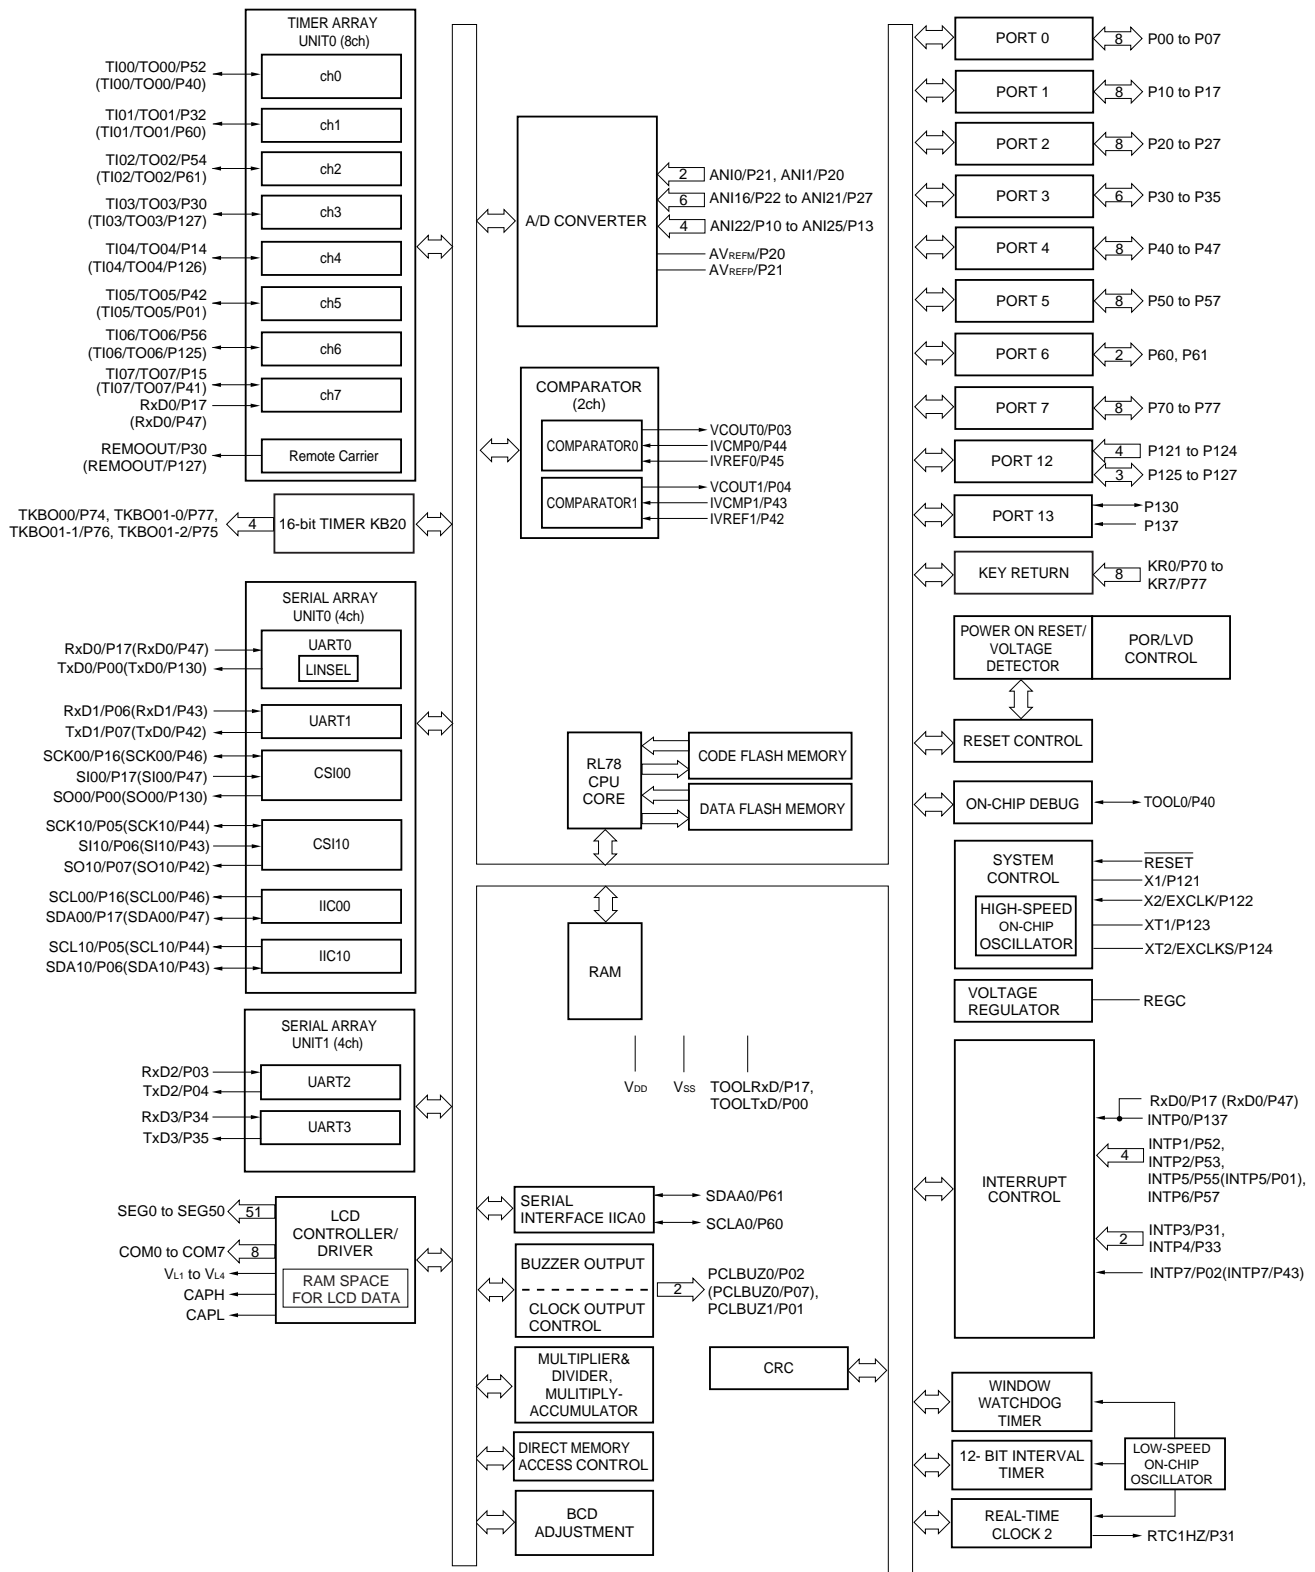 TIMER ARRAY
UNIT0 (8ch)
TI00/TO00/P52
(TI00/TO00/P40)
ch0
TI01/TO01/P32
(TI01/TO01/P60)
ch1
TI02/TO02/P54
(TI02/TO02/P61)
ch2
TI03/TO03/P30
(TI03/TO03/P127)
ch3
TI04/TO04/P14
(TI04/TO04/P126)
ch4
TI05/TO05/P42
(TI05/TO05/P01)
ch5
TI06/TO06/P56
(TI06/TO06/P125)
ch6
TI07/TO07/P15
(TI07/TO07/P41)
RxD0/P17
(RxD0/P47)
ch7
REMOOUT/P30
(REMOOUT/P127)
Remote Carrier
TKBO00/P74, TKBO01-0/P77,
TKBO01-1/P76, TKBO01-2/P75
4
16-bit TIMER KB20
SERIAL ARRAY
UNIT0 (4ch)
RxD0/P17(RxD0/P47)
TxD0/P00(TxD0/P130)
UART0
LINSEL
RxD1/P06(RxD1/P43)
TxD1/P07(TxD0/P42)
UART1
SCK00/P16(SCK00/P46)
SI00/P17(SI00/P47)
SO00/P00(SO00/P130)
CSI00
SCK10/P05(SCK10/P44)
SI10/P06(SI10/P43)
SO10/P07(SO10/P42)
CSI10
SCL00/P16(SCL00/P46)
SDA00/P17(SDA00/P47)
IIC00
SCL10/P05(SCL10/P44)
SDA10/P06(SDA10/P43)
IIC10
SERIAL ARRAY
UNIT1 (4ch)
RxD2/P03
TxD2/P04
UART2
RxD3/P34
TxD3/P35
UART3
SEG0 to SEG50
51
COM0 to COM7
8
VL1 to VL4
CAPH
CAPL
LCD
CONTROLLER/
DRIVER
RAM SPACE
FOR LCD DATA
A/D CONVERTER
2
ANI0/P21, ANI1/P20
6
ANI16/P22 to ANI21/P27
4
ANI22/P10 to ANI25/P13
AVREFM/P20
AVREFP/P21
COMPARATOR
(2ch)
COMPARATOR0
VCOUT0/P03
IVCMP0/P44
IVREF0/P45
COMPARATOR1
VCOUT1/P04
IVCMP1/P43
IVREF1/P42
RL78
CPU
CORE
CODE FLASH MEMORY
DATA FLASH MEMORY
RAM
VDD
VSS
TOOLRxD/P17,
TOOLTxD/P00
SERIAL
INTERFACE IICA0
SDAA0/P61
SCLA0/P60
BUZZER OUTPUT
CLOCK OUTPUT
CONTROL
2
PCLBUZ0/P02
(PCLBUZ0/P07),
PCLBUZ1/P01
MULTIPLIER&
DIVIDER,
MULITIPLY-
ACCUMULATOR
DIRECT MEMORY
ACCESS CONTROL
BCD
ADJUSTMENT
CRC
PORT 0
8
P00 to P07
PORT 1
8
P10 to P17
PORT 2
8
P20 to P27
PORT 3
6
P30 to P35
PORT 4
8
P40 to P47
PORT 5
8
P50 to P57
PORT 6
2
P60, P61
PORT 7
8
P70 to P77
PORT 12
4
P121 to P124
3
P125 to P127
PORT 13
P130
P137
KEY RETURN
8
KR0/P70 to
KR7/P77
POWER ON RESET/
VOLTAGE
DETECTOR
POR/LVD
CONTROL
RESET CONTROL
ON-CHIP DEBUG
TOOL0/P40
SYSTEM
CONTROL
HIGH-SPEED
ON-CHIP
OSCILLATOR
RESET
X1/P121
X2/EXCLK/P122
XT1/P123
XT2/EXCLKS/P124
VOLTAGE
REGULATOR
REGC
INTERRUPT
CONTROL
RxD0/P17 (RxD0/P47)
INTP0/P137
4
INTP1/P52,
INTP2/P53,
INTP5/P55(INTP5/P01),
INTP6/P57
2
INTP3/P31,
INTP4/P33
INTP7/P02(INTP7/P43)
WINDOW
WATCHDOG
TIMER
12- BIT INTERVAL
TIMER
LOW-SPEED
ON-CHIP
OSCILLATOR
REAL-TIME
CLOCK 2
RTC1HZ/P31